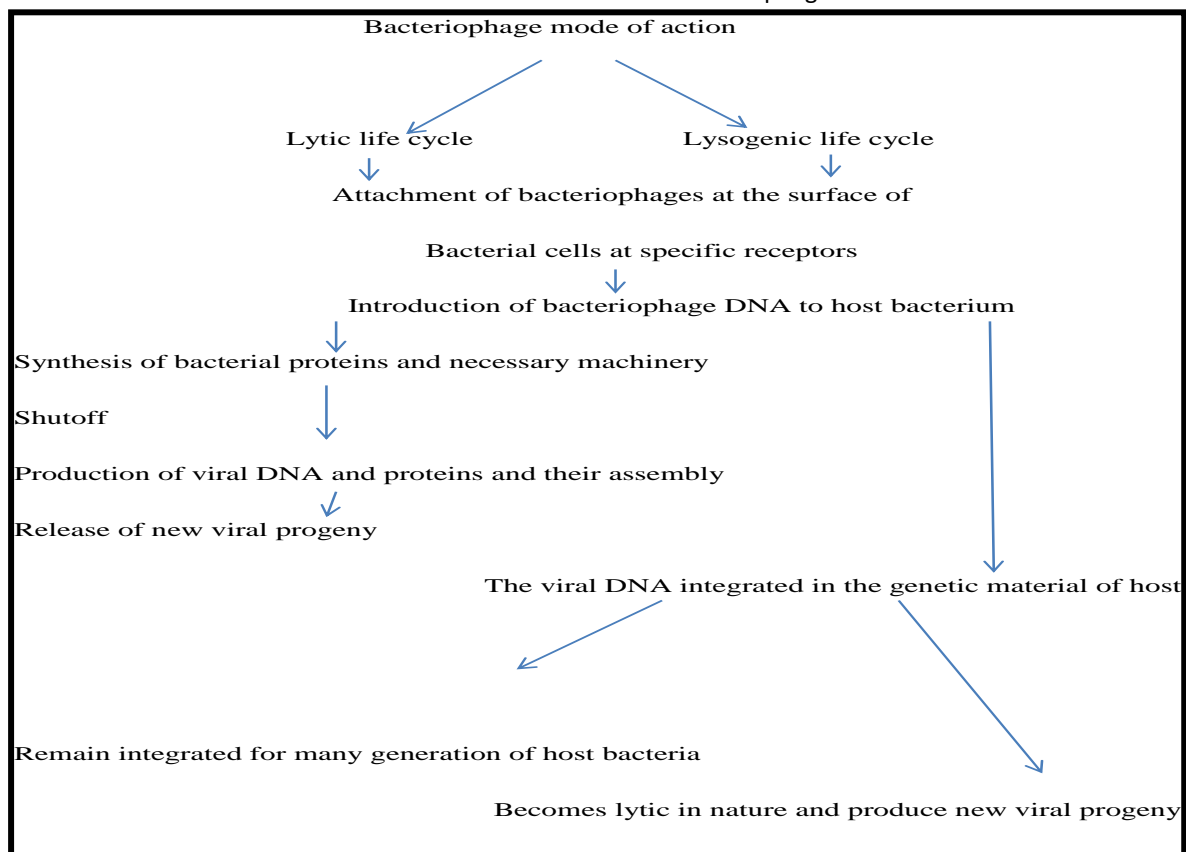 Bacteriophage mode of action
Lytic life cycle Lysogenic life cycle
Attachment of bacteriophages at the surface of
Bacterial cells at specific receptors
Introduction of bacteriophage DNA to host bacterium
Synthesis of bacterial proteins and necessary machinery
Shutoff
Production of viral DNA and proteins and their assembly
Release of new viral progeny
The viral DNA integrated in the genetic material of host
Remain integrated for many generation of host bacteria
Becomes lytic in nature and produce new viral progeny